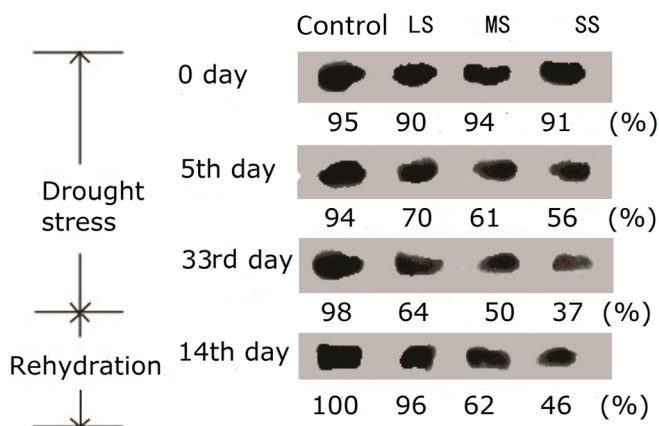 Control LS MS SS
0 day
95 90 94 91 (%)
5th day
94 70 61 56 (%)
Drought
stress
33rd day
98 64 50 37 (%)
14th day
Rehydration
100 96 62 46 (%)